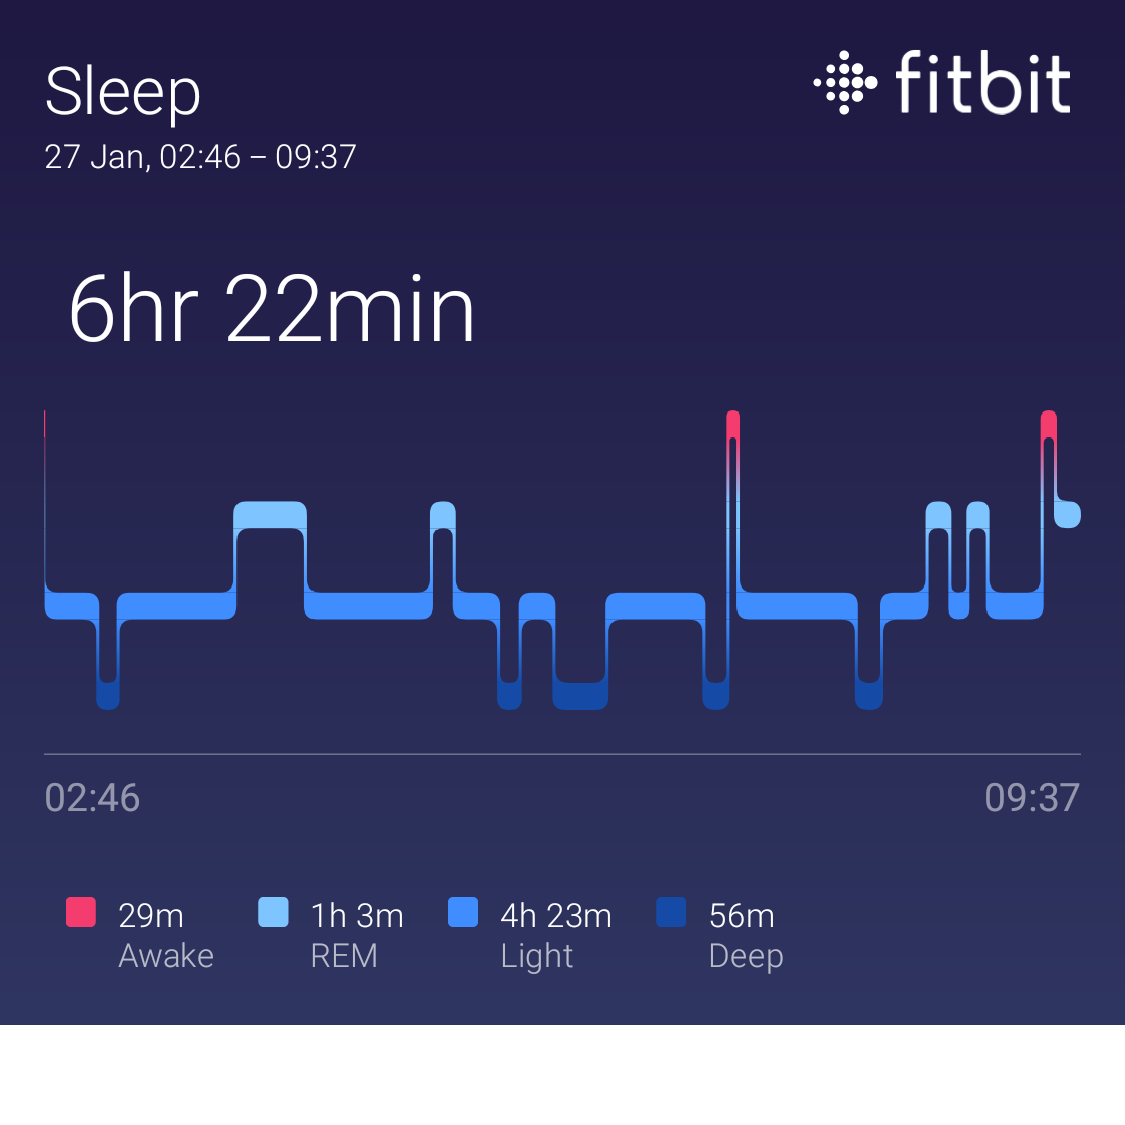 Sleep
fitbit
27 Jan, 02:46 – 09:37
6hr 22min
02:46
09:37
29m
Awake
1h 3m
REM
4h 23m
Light
56m
Deep